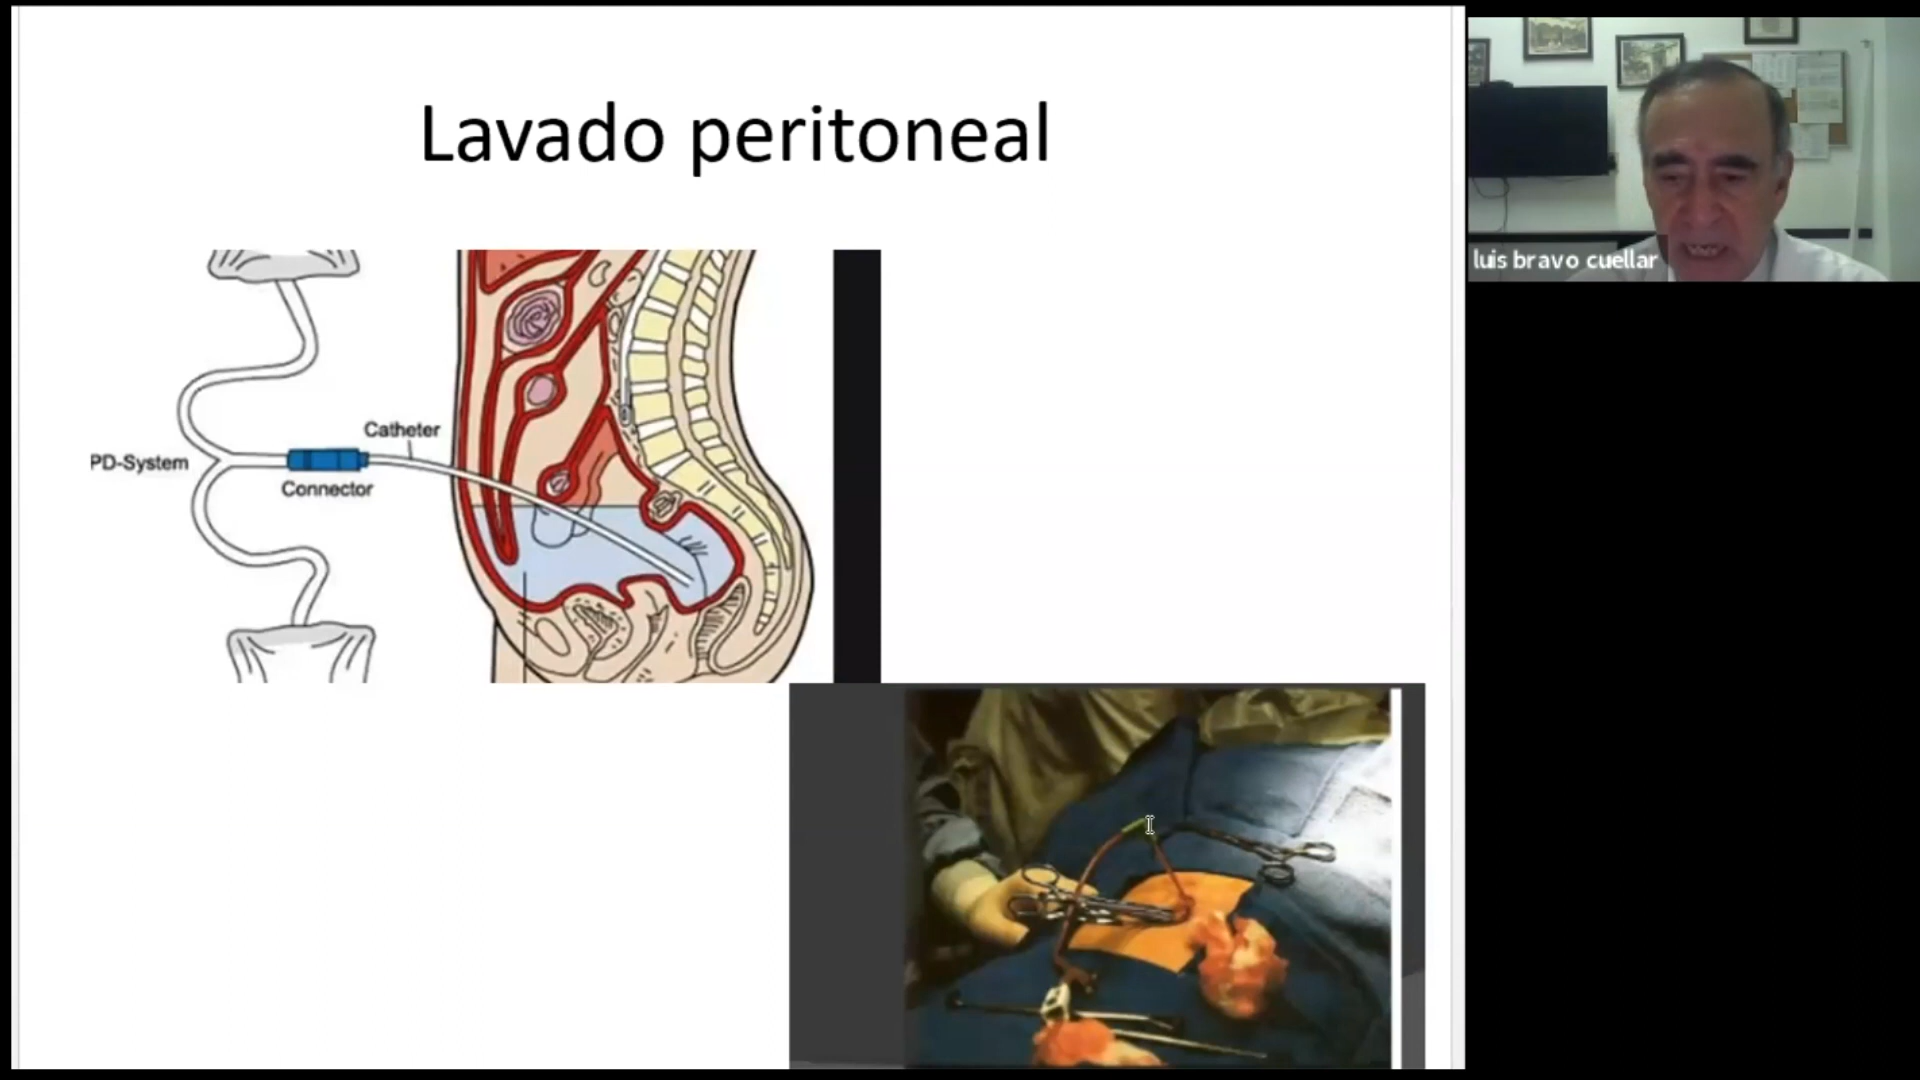 Lavado peritoneal
Catheter
PD-System
Connector
luis bravo cuellar